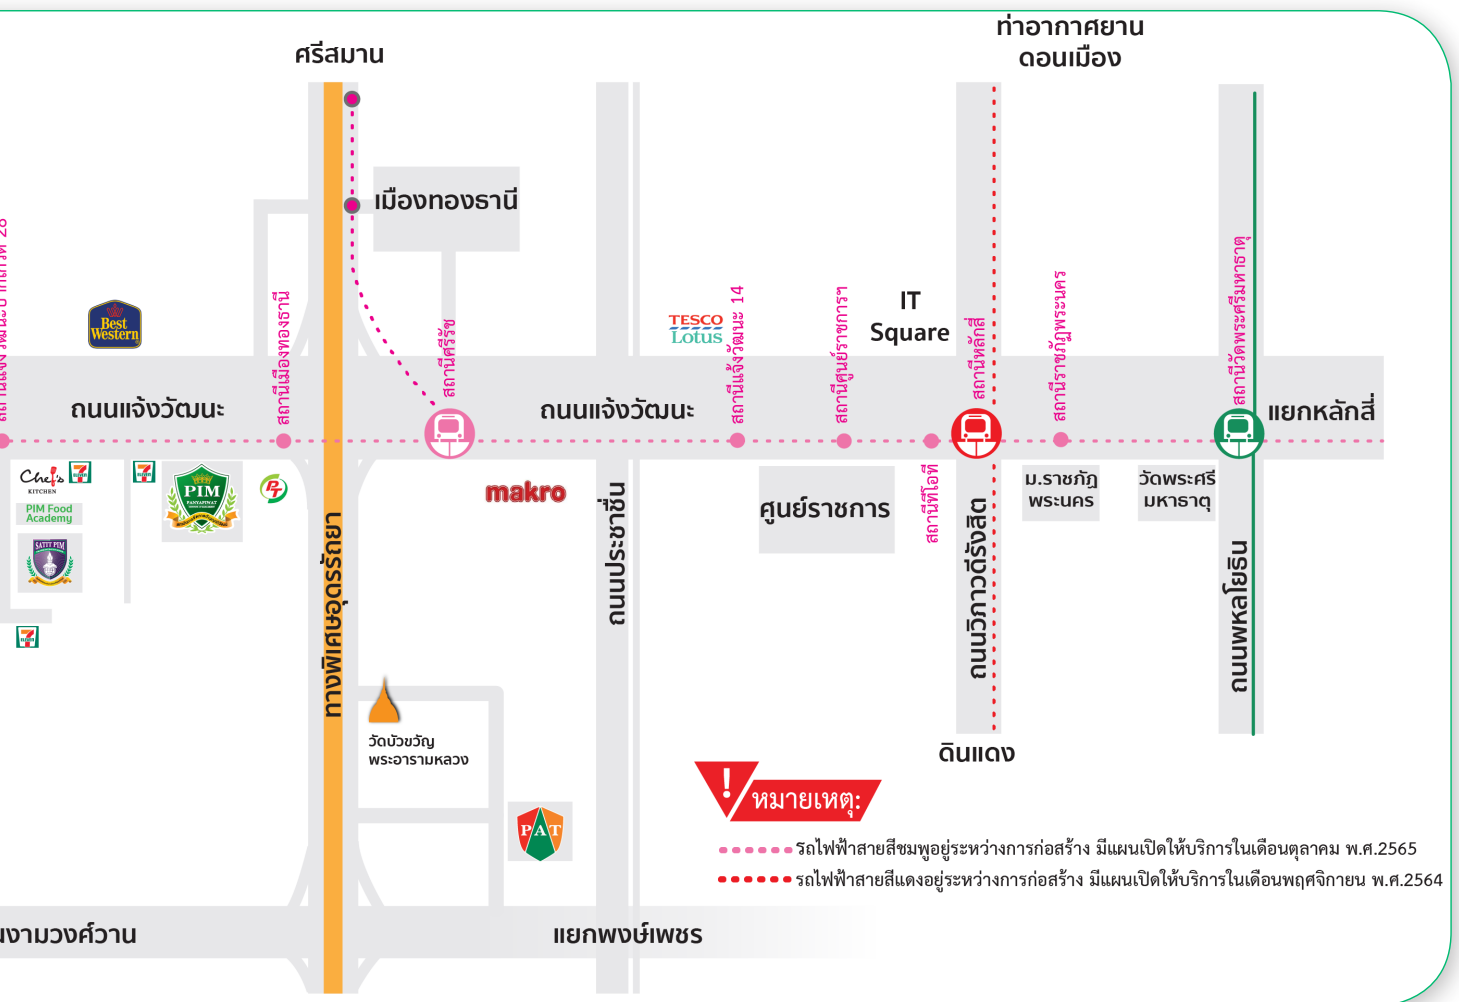 ศรีสมาน
ท่าอากาศยาน
ดอนเมือง
เมืองทองธานี
Best
Western
สถานีเมืองทองธานี
สถานีศรีรัช
TESCO
Lotus
สถานีแจ้งวัฒนะ 14
สถานีศูนย์ราชการฯ
IT
Square
สถานีหลักสี่
สถานีราชภัฏพระนคร
สถานีวัดพระศรีมหาธาตุ
ถนนแจ้งวัฒนะ
ถนนแจ้งวัฒนะ
แยกหลักสี่
Chef's
KITCHEN
7
ELEVEN
7
ELEVEN
PIM
PANYAPIWAT
PT
makro
PIM Food
Academy
SATIT PIM
7
ELEVEN
ศูนย์ราชการ
สถานีทีโอที
ม.ราชภัฏ
พระนคร
วัดพระศรี
มหาธาตุ
ทางพิเศษอุดรรัถยา
ถนนประชาชื่น
ถนนวิภาวดีรังสิต
ถนนพหลโยธิน
วัดบัวขวัญ
พระอารามหลวง
ดินแดง
PAT
! หมายเหตุ:
รถไฟฟ้าสายสีชมพูอยู่ระหว่างการก่อสร้าง มีแผนเปิดให้บริการในเดือนตุลาคม พ.ศ.2565
รถไฟฟ้าสายสีแดงอยู่ระหว่างการก่อสร้าง มีแผนเปิดให้บริการในเดือนพฤศจิกายน พ.ศ.2564
นงามวงศ์วาน
แยกพงษ์เพชร